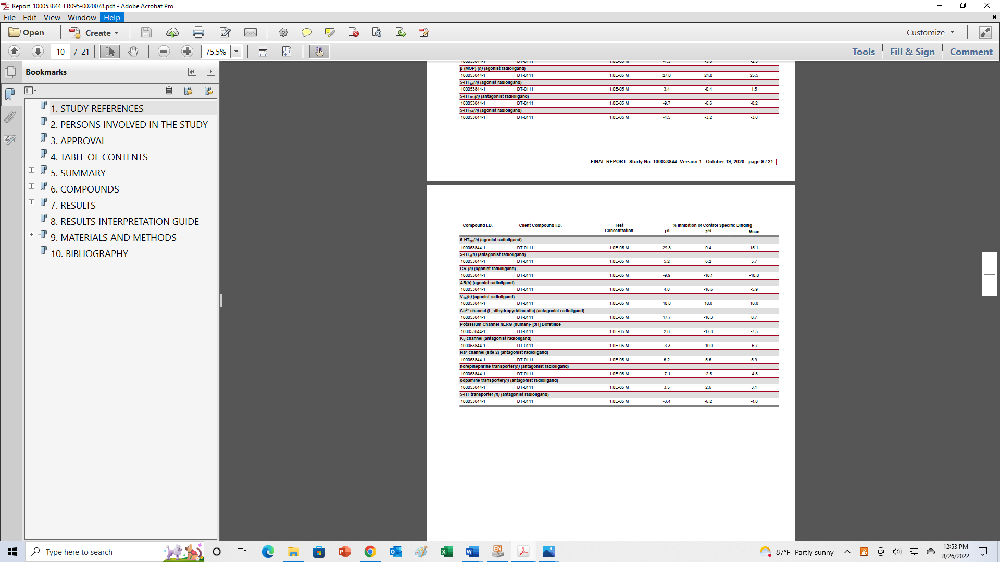 Report_100053844_FR095-0020078.pdf - Adobe Acrobat Pro
File Edit View Window Help
Open Create Customize
10 / 21 75.5% Tools Fill & Sign Comment
Bookmarks
1. STUDY REFERENCES
2. PERSONS INVOLVED IN THE STUDY
3. APPROVAL
4. TABLE OF CONTENTS
5. SUMMARY
6. COMPOUNDS
7. RESULTS
8. RESULTS INTERPRETATION GUIDE
9. MATERIALS AND METHODS
10. BIBLIOGRAPHY
µ (MOP) (h) (agonist radioligand)
100053844-1 DT-0111 1.0E-05 M 27.0 24.0 25.5
5-HT1A(h) (agonist radioligand)
100053844-1 DT-0111 1.0E-05 M 3.4 -0.4 1.5
5-HT1B (h) (antagonist radioligand)
100053844-1 DT-0111 1.0E-05 M -9.7 -6.6 -8.2
5-HT2A(h) (agonist radioligand)
100053844-1 DT-0111 1.0E-05 M -4.5 -3.2 -3.8
FINAL REPORT- Study No. 100053844- Version 1 - October 19, 2020 - page 9 / 21
Compound I.D. Client Compound I.D. Test % Inhibition of Control Specific Binding
Concentration 1st 2nd Mean
5-HT2B(h) (agonist radioligand)
100053844-1 DT-0111 1.0E-05 M 29.8 0.4 15.1
5-HT3(h) (antagonist radioligand)
100053844-1 DT-0111 1.0E-05 M 5.2 6.2 5.7
GR (h) (agonist radioligand)
100053844-1 DT-0111 1.0E-05 M -9.9 -10.1 -10.0
AR(h) (agonist radioligand)
100053844-1 DT-0111 1.0E-05 M 4.8 -16.6 -5.9
V1a(h) (agonist radioligand)
100053844-1 DT-0111 1.0E-05 M 10.8 10.8 10.8
Ca2+ channel (L, dihydropyridine site) (antagonist radioligand)
100053844-1 DT-0111 1.0E-05 M 17.7 -16.3 0.7
Potassium Channel hERG (human)- [3H] Dofetilide
100053844-1 DT-0111 1.0E-05 M 2.8 -17.8 -7.5
KV channel (antagonist radioligand)
100053844-1 DT-0111 1.0E-05 M -3.3 -10.0 -6.7
Na+ channel (site 2) (antagonist radioligand)
100053844-1 DT-0111 1.0E-05 M 6.2 5.6 5.9
norepinephrine transporter(h) (antagonist radioligand)
100053844-1 DT-0111 1.0E-05 M -7.1 -2.5 -4.8
dopamine transporter(h) (antagonist radioligand)
100053844-1 DT-0111 1.0E-05 M 3.5 2.6 3.1
5-HT transporter (h) (antagonist radioligand)
100053844-1 DT-0111 1.0E-05 M -3.4 -6.2 -4.8
Type here to search
EN
87°F Partly sunny
12:53 PM
8/26/2022